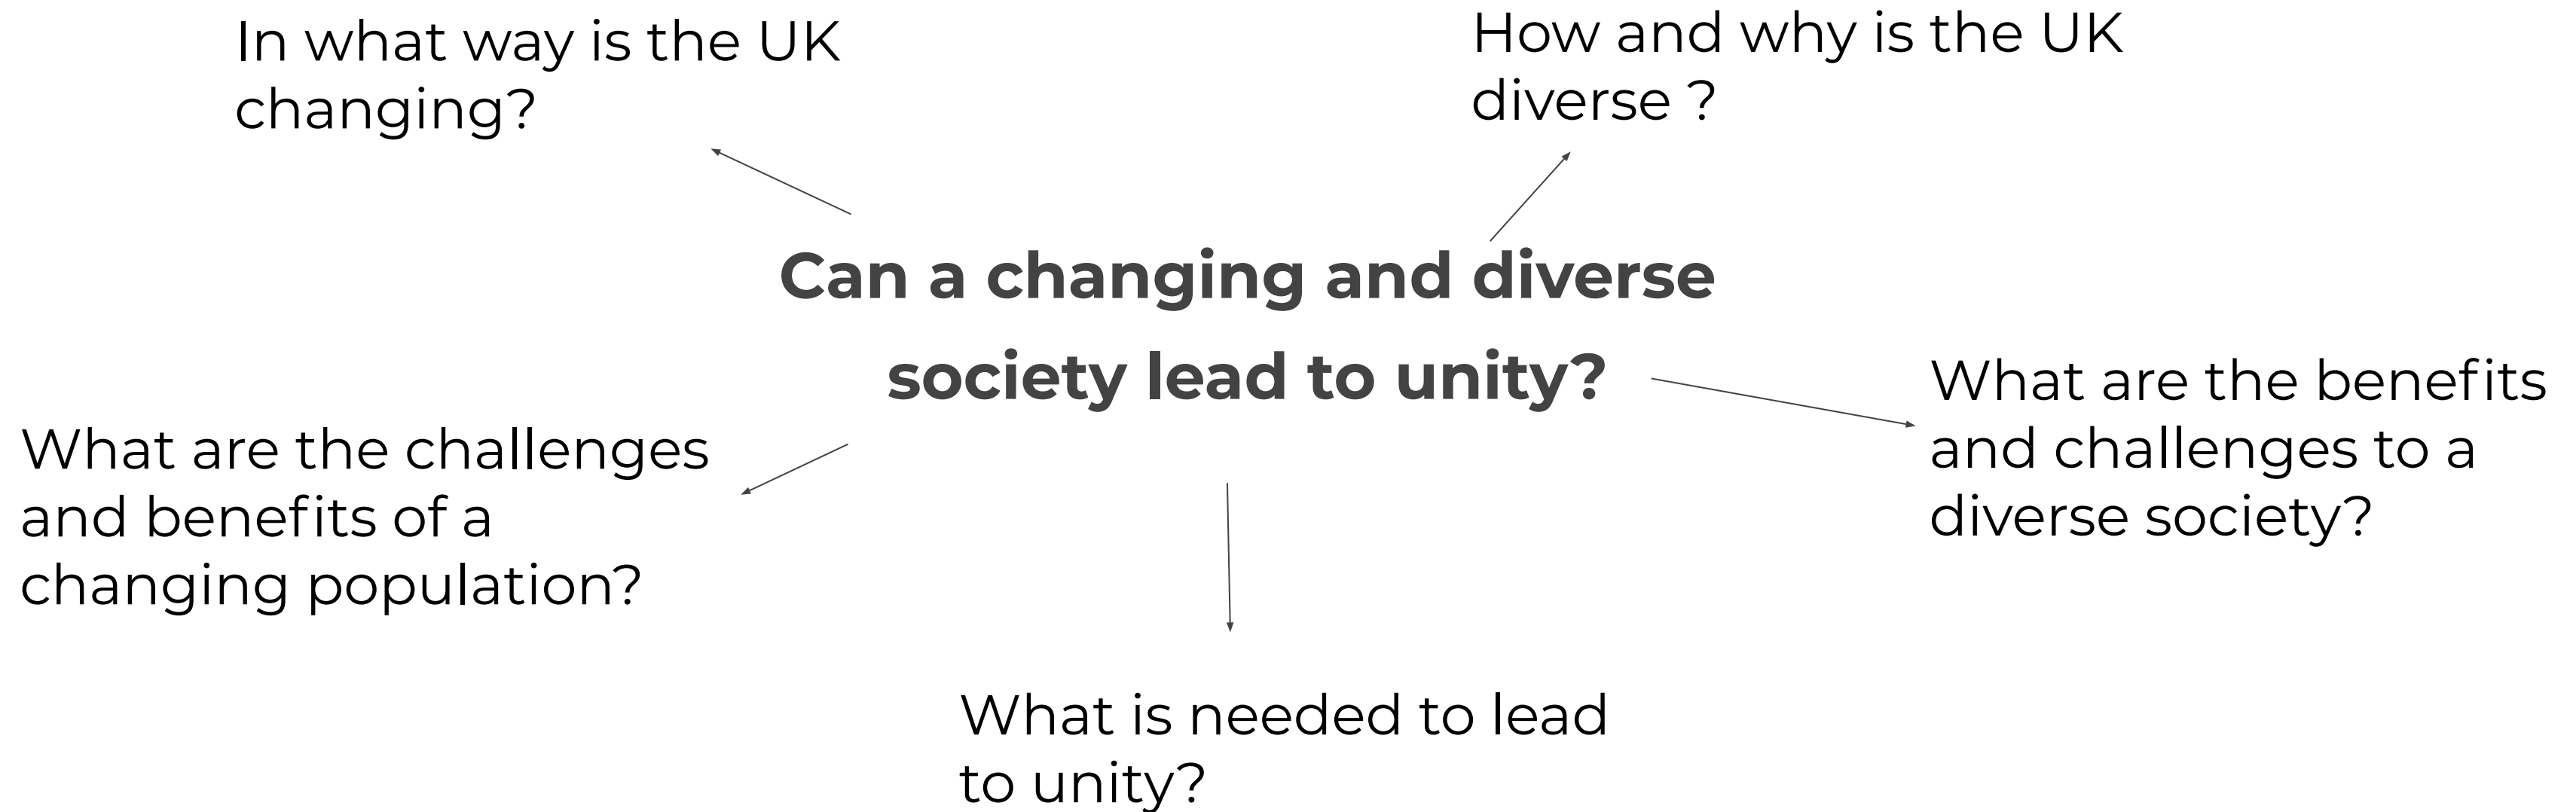 In what way is the UK
changing?
How and why is the UK
diverse ?
Can a changing and diverse
society lead to unity?
What are the benefits
and challenges to a
diverse society?
What are the challenges
and benefits of a
changing population?
What is needed to lead
to unity?